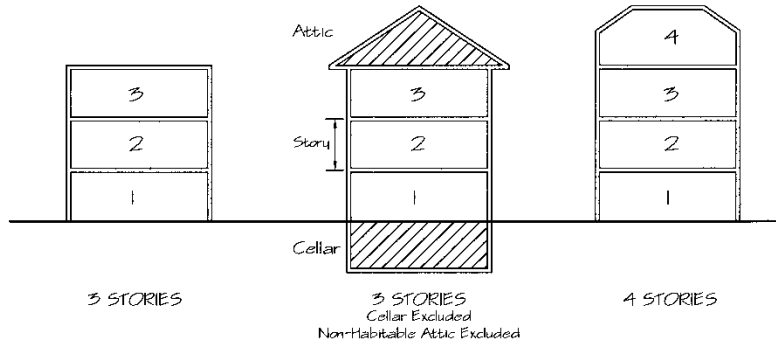 Attic
3
2
1
3
Story
2
1
Cellar
4
3
2
1
3 STORIES
3 STORIES
Cellar Excluded
Non-Habitable Attic Excluded
4 STORIES